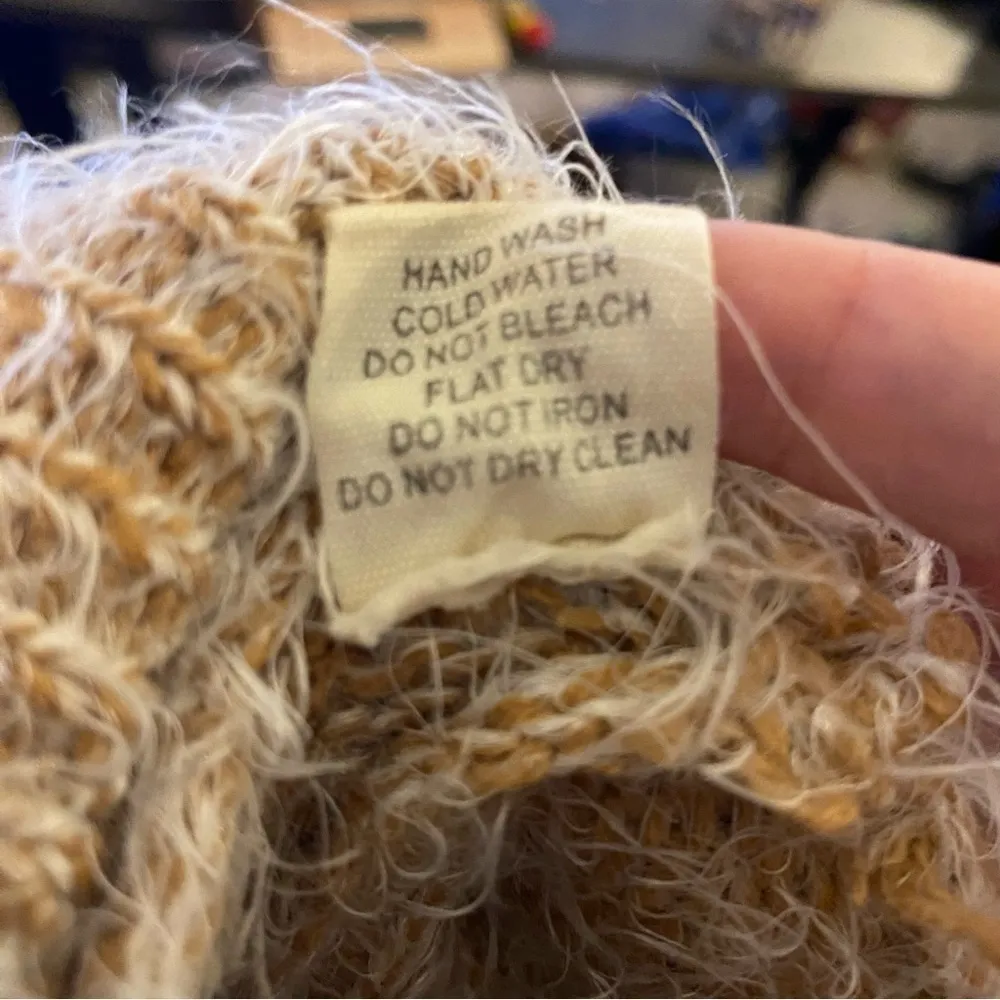 HAND WASH
COLD WATER
DO NOT BLEACH
FLAT DRY
DO NOT IRON
DO NOT DRY CLEAN